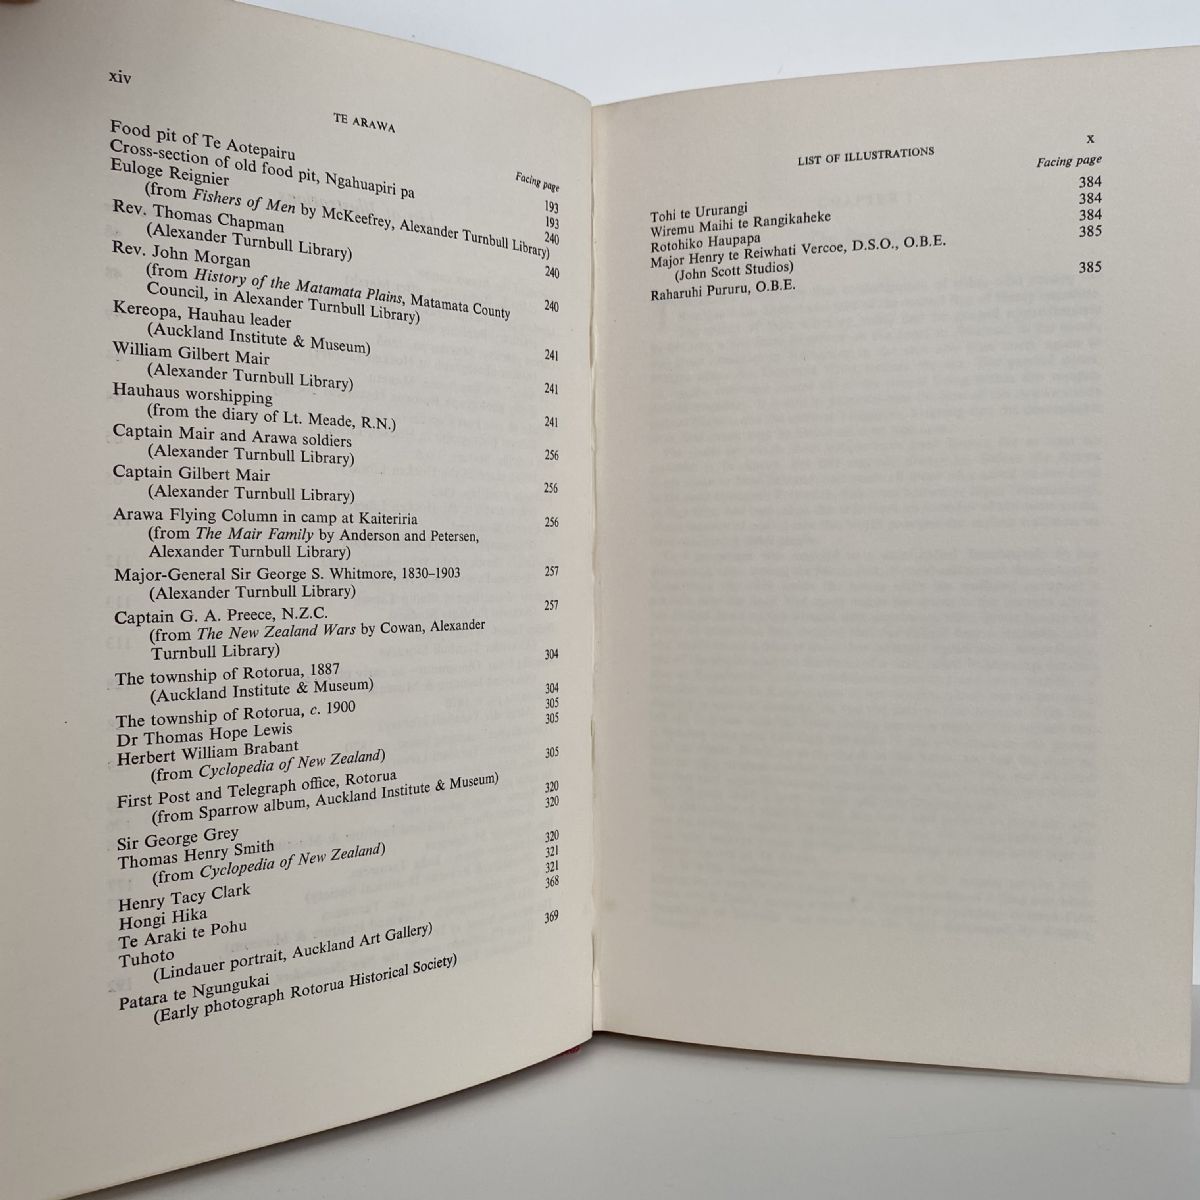 xiv
TE ARAWA
Facing page
Food pit of Te Aotepairu 193
Cross-section of old food pit, Ngahuapiri pa 193
Euloge Reignier 240
(from Fishers of Men by McKeefrey, Alexander Turnbull Library)
Rev. Thomas Chapman 240
(Alexander Turnbull Library)
Rev. John Morgan 240
(from History of the Matamata Plains, Matamata County
Council, in Alexander Turnbull Library)
Kereopa, Hauhau leader 241
(Auckland Institute & Museum)
William Gilbert Mair 241
(Alexander Turnbull Library)
Hauhaus worshipping 241
(from the diary of Lt. Meade, R.N.)
Captain Mair and Arawa soldiers 256
(Alexander Turnbull Library)
Captain Gilbert Mair 256
(Alexander Turnbull Library)
Arawa Flying Column in camp at Kaiteriria 256
(from The Mair Family by Anderson and Petersen,
Alexander Turnbull Library)
Major-General Sir George S. Whitmore, 1830–1903 257
(Alexander Turnbull Library)
Captain G. A. Preece, N.Z.C. 257
(from The New Zealand Wars by Cowan, Alexander
Turnbull Library)
The township of Rotorua, 1887 304
(Auckland Institute & Museum)
The township of Rotorua, c. 1900 304
Dr Thomas Hope Lewis 305
Herbert William Brabant 305
(from Cyclopedia of New Zealand)
First Post and Telegraph office, Rotorua 305
(from Sparrow album, Auckland Institute & Museum)
Sir George Grey 320
Thomas Henry Smith 320
(from Cyclopedia of New Zealand)
Henry Tacy Clark 320
Hongi Hika 321
Te Araki te Pohu 321
Tuhoto 368
(Lindauer portrait, Auckland Art Gallery)
Patara te Ngungukai 369
(Early photograph Rotorua Historical Society)
x
LIST OF ILLUSTRATIONS
Facing page
Tohi te Ururangi 384
Wiremu Maihi te Rangikaheke 384
Rotohiko Haupapa 384
Major Henry te Reiwhati Vercoe, D.S.O., O.B.E. 385
(John Scott Studios)
Raharuhi Pururu, O.B.E. 385